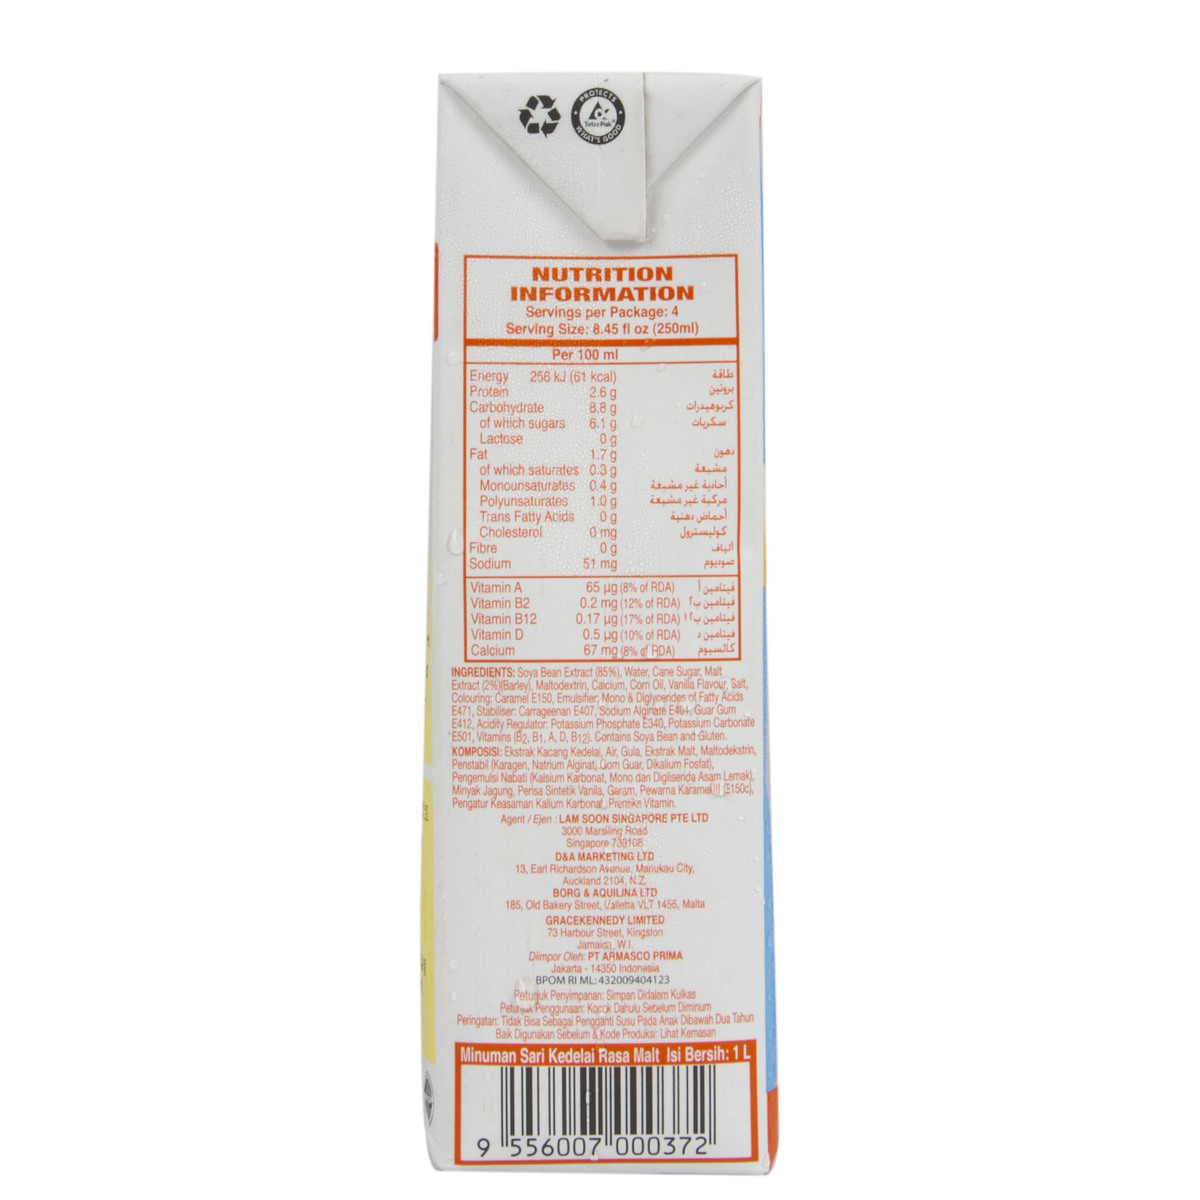 PROTECTS
Tetra Pak
WHAT'S GOOD
NUTRITION
INFORMATION
Servings per Package: 4
Serving Size: 8.45 fl oz (250ml)
Per 100 ml
Energy 256 kJ (61 kcal) طاقة
Protein 2.6 g بروتين
Carbohydrate 8.8 g كربوهيدرات
of which sugars 6.1 g سكريات
Lactose 0 g
Fat 1.7 g دهون
of which saturates 0.3 g مشبعة
Monounsaturates 0.4 g أحادية غير مشبعة
Polyunsaturates 1.0 g مركبة غير مشبعة
Trans Fatty Acids 0 g أحماض دهنية
Cholesterol 0 mg كوليسترول
Fibre 0 g ألياف
Sodium 51 mg صوديوم
Vitamin A 65 µg (8% of RDA) فيتامين أ
Vitamin B2 0.2 mg (12% of RDA) فيتامين ب٢
Vitamin B12 0.17 µg (17% of RDA) فيتامين ب١٢
Vitamin D 0.5 µg (10% of RDA) فيتامين د
Calcium 67 mg (8% of RDA) كالسيوم
INGREDIENTS: Soya Bean Extract (85%), Water, Cane Sugar, Malt
Extract (2%)(Barley), Maltodextrin, Calcium, Corn Oil, Vanilla Flavour, Salt,
Colouring: Caramel E150, Emulsifier: Mono & Diglycerides of Fatty Acids
E471, Stabiliser: Carrageenan E407, Sodium Alginate E401, Guar Gum
E412, Acidity Regulator: Potassium Phosphate E340, Potassium Carbonate
E501, Vitamins (B2, B1, A, D, B12). Contains Soya Bean and Gluten.
KOMPOSISI: Ekstrak Kacang Kedelai, Air, Gula, Ekstrak Malt, Maltodekstrin,
Penstabil (Karagen, Natrium Alginat, Gom Guar, Dikalium Fosfat),
Pengemulsi Nabati (Kalsium Karbonat, Mono dan Digliserida Asam Lemak),
Minyak Jagung, Perisa Sintetik Vanila, Garam, Pewarna Karamel III (E150c),
Pengatur Keasaman Kalium Karbonat, Premiks Vitamin.
Agent / Ejen : LAM SOON SINGAPORE PTE LTD
3000 Marsiling Road
Singapore 739108
D&A MARKETING LTD
13, Earl Richardson Avenue, Manukau City,
Auckland 2104, N.Z.
BORG & AQUILINA LTD
185, Old Bakery Street, Valletta VLT 1455, Malta
GRACEKENNEDY LIMITED
73 Harbour Street, Kingston
Jamaica, W.I.
Diimpor Oleh: PT ARMASCO PRIMA
Jakarta - 14350 Indonesia
BPOM RI ML: 432009404123
Petunjuk Penyimpanan: Simpan Didalam Kulkas
Petunjuk Penggunaan: Kocok Dahulu Sebelum Diminum
Peringatan: Tidak Bisa Sebagai Pengganti Susu Pada Anak Dibawah Dua Tahun
Baik Digunakan Sebelum & Kode Produksi: Lihat Kemasan
Minuman Sari Kedelai Rasa Malt Isi Bersih: 1 L
9 556007 000372